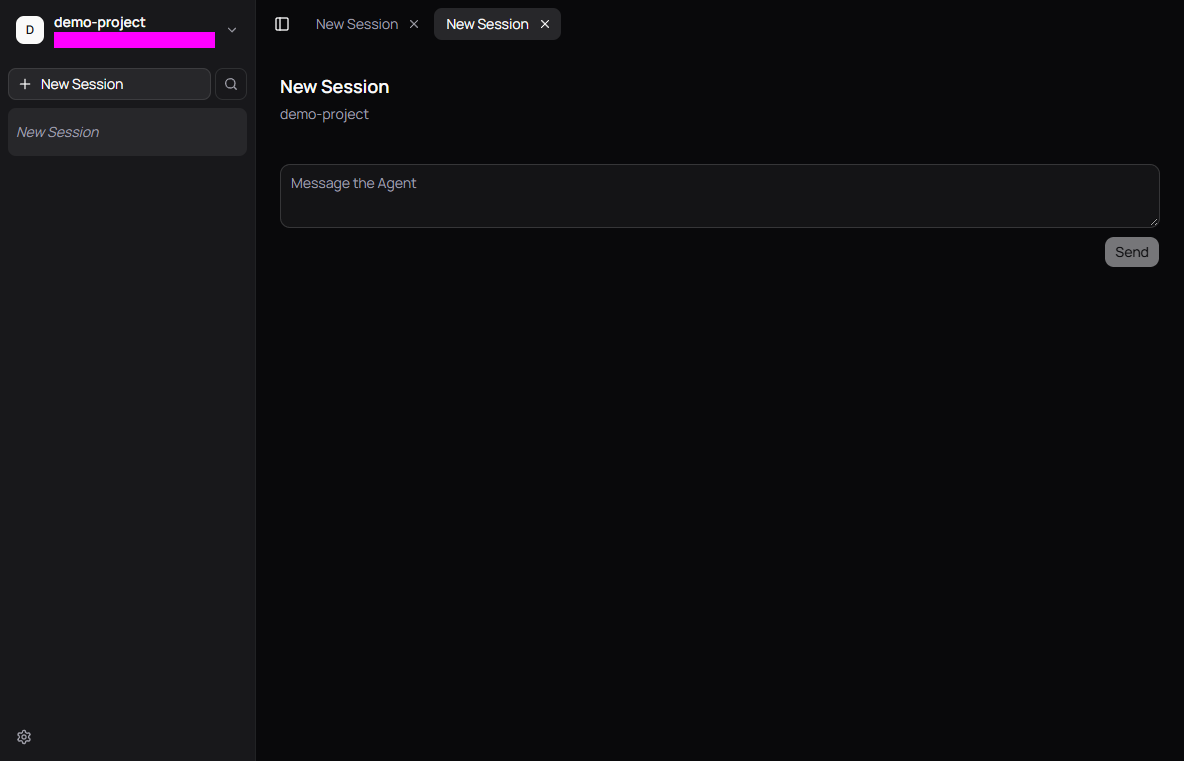 D
demo-project
New Session
New Session
New Session
New Session
New Session
demo-project
Message the Agent
Send